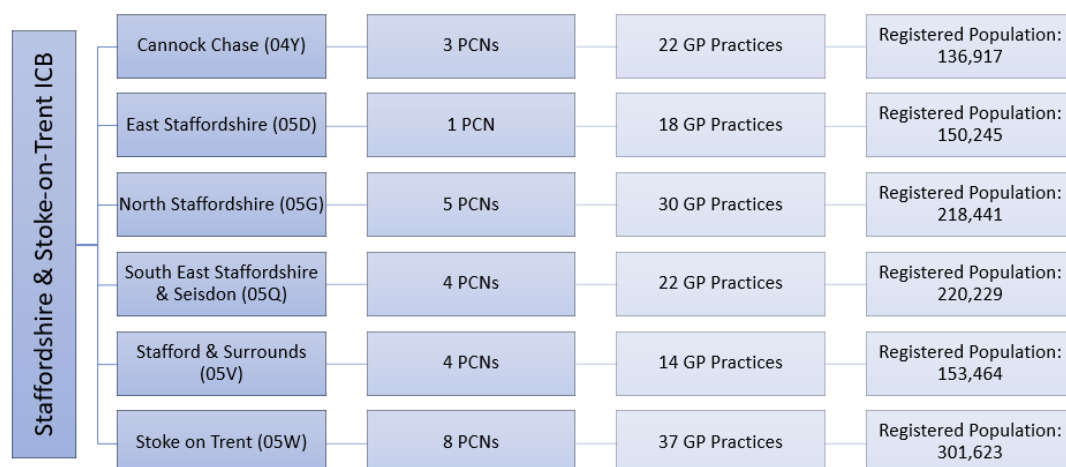 Staffordshire & Stoke-on-Trent ICB
Cannock Chase (04Y)
3 PCNs
22 GP Practices
Registered Population:
136,917
East Staffordshire (05D)
1 PCN
18 GP Practices
Registered Population:
150,245
North Staffordshire (05G)
5 PCNs
30 GP Practices
Registered Population:
218,441
South East Staffordshire
& Seisdon (05Q)
4 PCNs
22 GP Practices
Registered Population:
220,229
Stafford & Surrounds
(05V)
4 PCNs
14 GP Practices
Registered Population:
153,464
Stoke on Trent (05W)
8 PCNs
37 GP Practices
Registered Population:
301,623